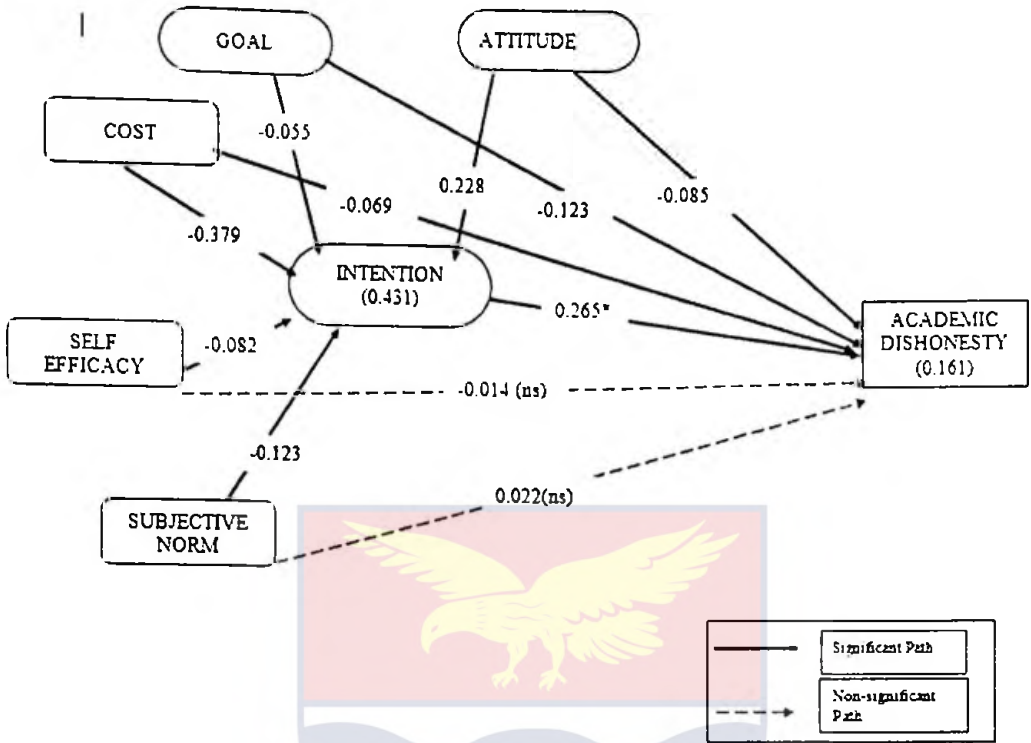 GOAL
ATTITUDE
COST
-0.055
0.228
-0.085
-0.069
-0.123
-0.379
INTENTION
(0.431)
0.265*
ACADEMIC
DISHONESTY
(0.161)
SELF
EFFICACY
-0.082
-0.014 (ns)
-0.123
0.022(ns)
SUBJECTIVE
NORM
Significant Path
Non-significant
Path